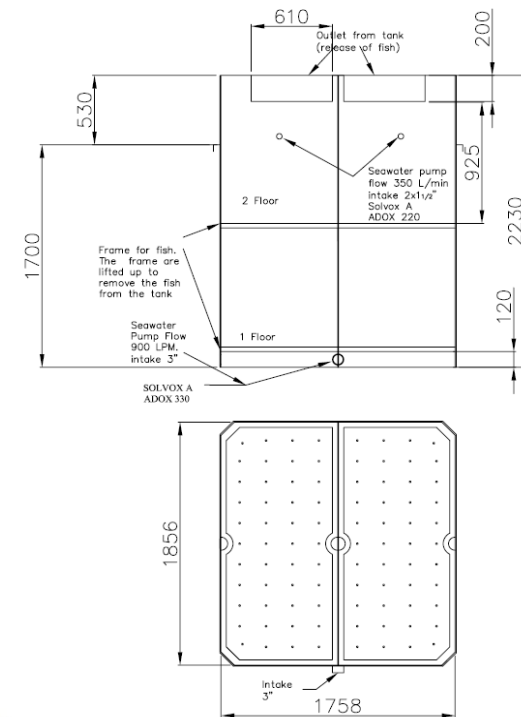 610
Outlet from tank
(release of fish)
200
530
925
Seawater pump
flow 350 L/min
intake 2x1 1/2"
Solvox A
ADOX 220
2 Floor
2230
1700
Frame for fish.
The frame are
lifted up to
remove the fish
from the tank
120
1 Floor
Seawater
Pump Flow
900 LPM.
intake 3"
SOLVOX A
ADOX 330
1856
Intake
3"
1758